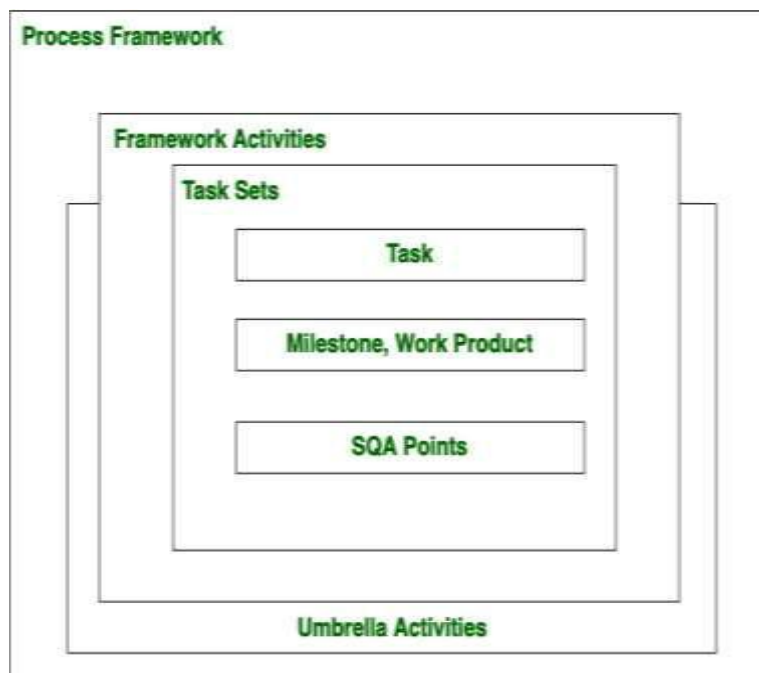 Process Framework
Framework Activities
Task Sets
Task
Milestone, Work Product
SQA Points
Umbrella Activities